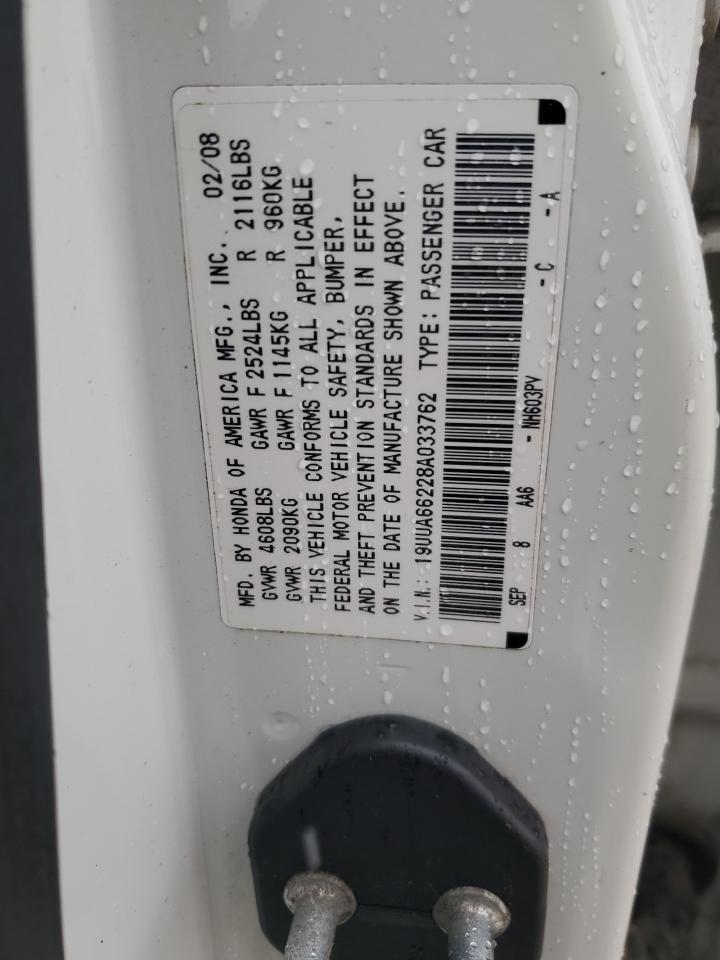 MFD. BY HONDA OF AMERICA MFG., INC. 02/08
GVWR 4608LBS GAWR F 2524LBS R 2116LBS
GVWR 2090KG GAWR F 1145KG R 960KG
THIS VEHICLE CONFORMS TO ALL APPLICABLE
FEDERAL MOTOR VEHICLE SAFETY, BUMPER,
AND THEFT PREVENTION STANDARDS IN EFFECT
ON THE DATE OF MANUFACTURE SHOWN ABOVE.
V.I.N.: 19UUA66228A033762 TYPE: PASSENGER CAR
SEP 8 AA6 - NH603PV - C - A